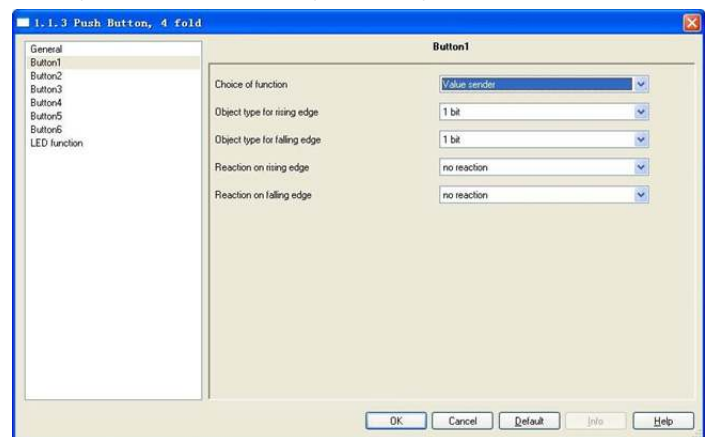 1.1.3 Push Button, 4 fold
General
Button1
Button2
Button3
Button4
Button5
Button6
LED function
Button1
Choice of function Value sender
Object type for rising edge 1 bit
Object type for falling edge 1 bit
Reaction on rising edge no reaction
Reaction on falling edge no reaction
OK Cancel Default Info Help